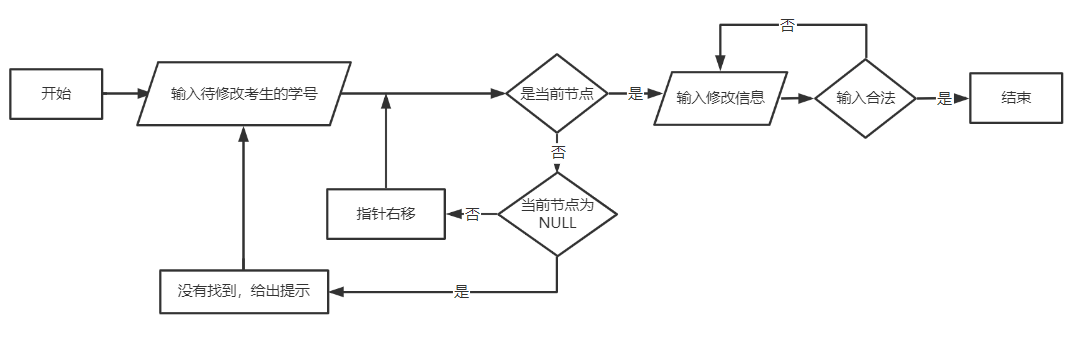 否
开始
输入待修改考生的学号
是当前节点
是
输入修改信息
输入合法
是
结束
否
指针右移
否
当前节点为
NULL
没有找到，给出提示
是